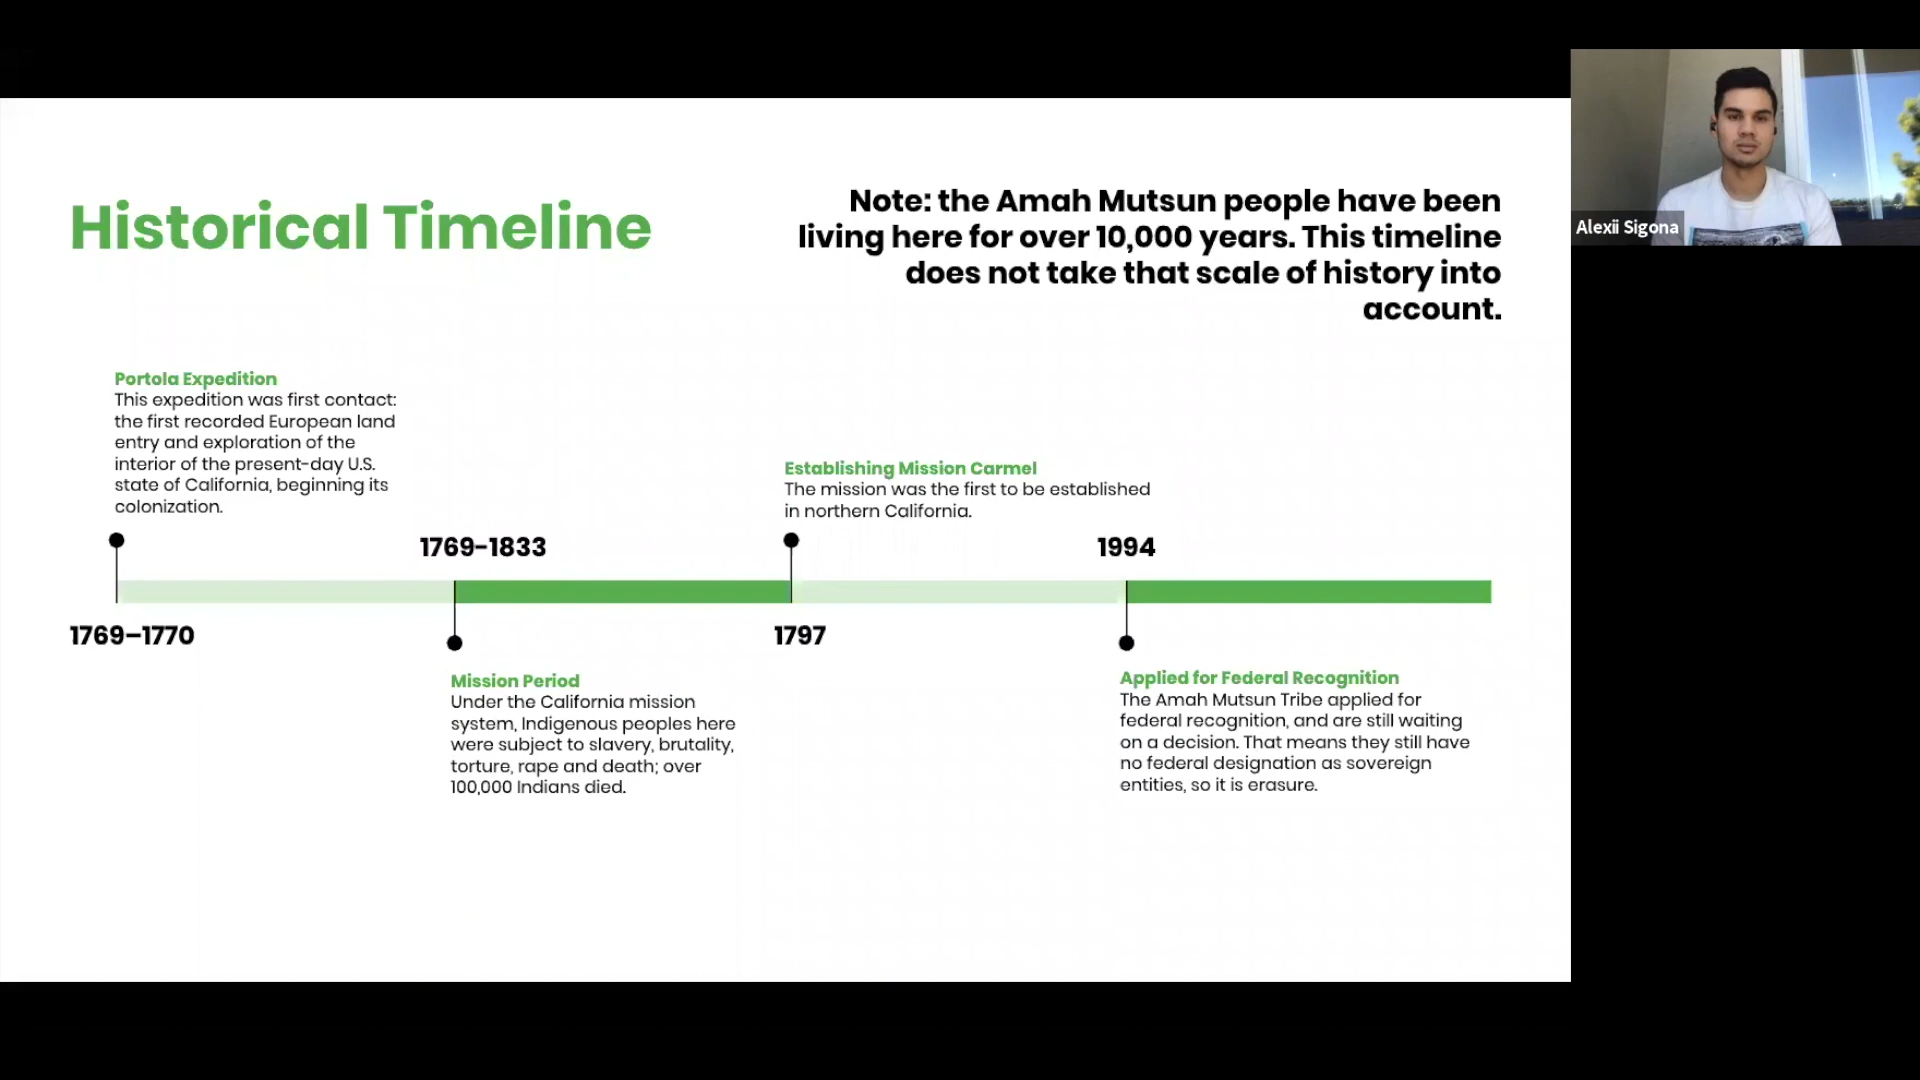 Historical Timeline
Note: the Amah Mutsun people have been
living here for over 10,000 years. This timeline
does not take that scale of history into
account.
Alexii Sigona
Portola Expedition
This expedition was first contact:
the first recorded European land
entry and exploration of the
interior of the present-day U.S.
state of California, beginning its
colonization.
1769–1770
1769-1833
Mission Period
Under the California mission
system, Indigenous peoples here
were subject to slavery, brutality,
torture, rape and death; over
100,000 Indians died.
Establishing Mission Carmel
The mission was the first to be established
in northern California.
1797
1994
Applied for Federal Recognition
The Amah Mutsun Tribe applied for
federal recognition, and are still waiting
on a decision. That means they still have
no federal designation as sovereign
entities, so it is erasure.